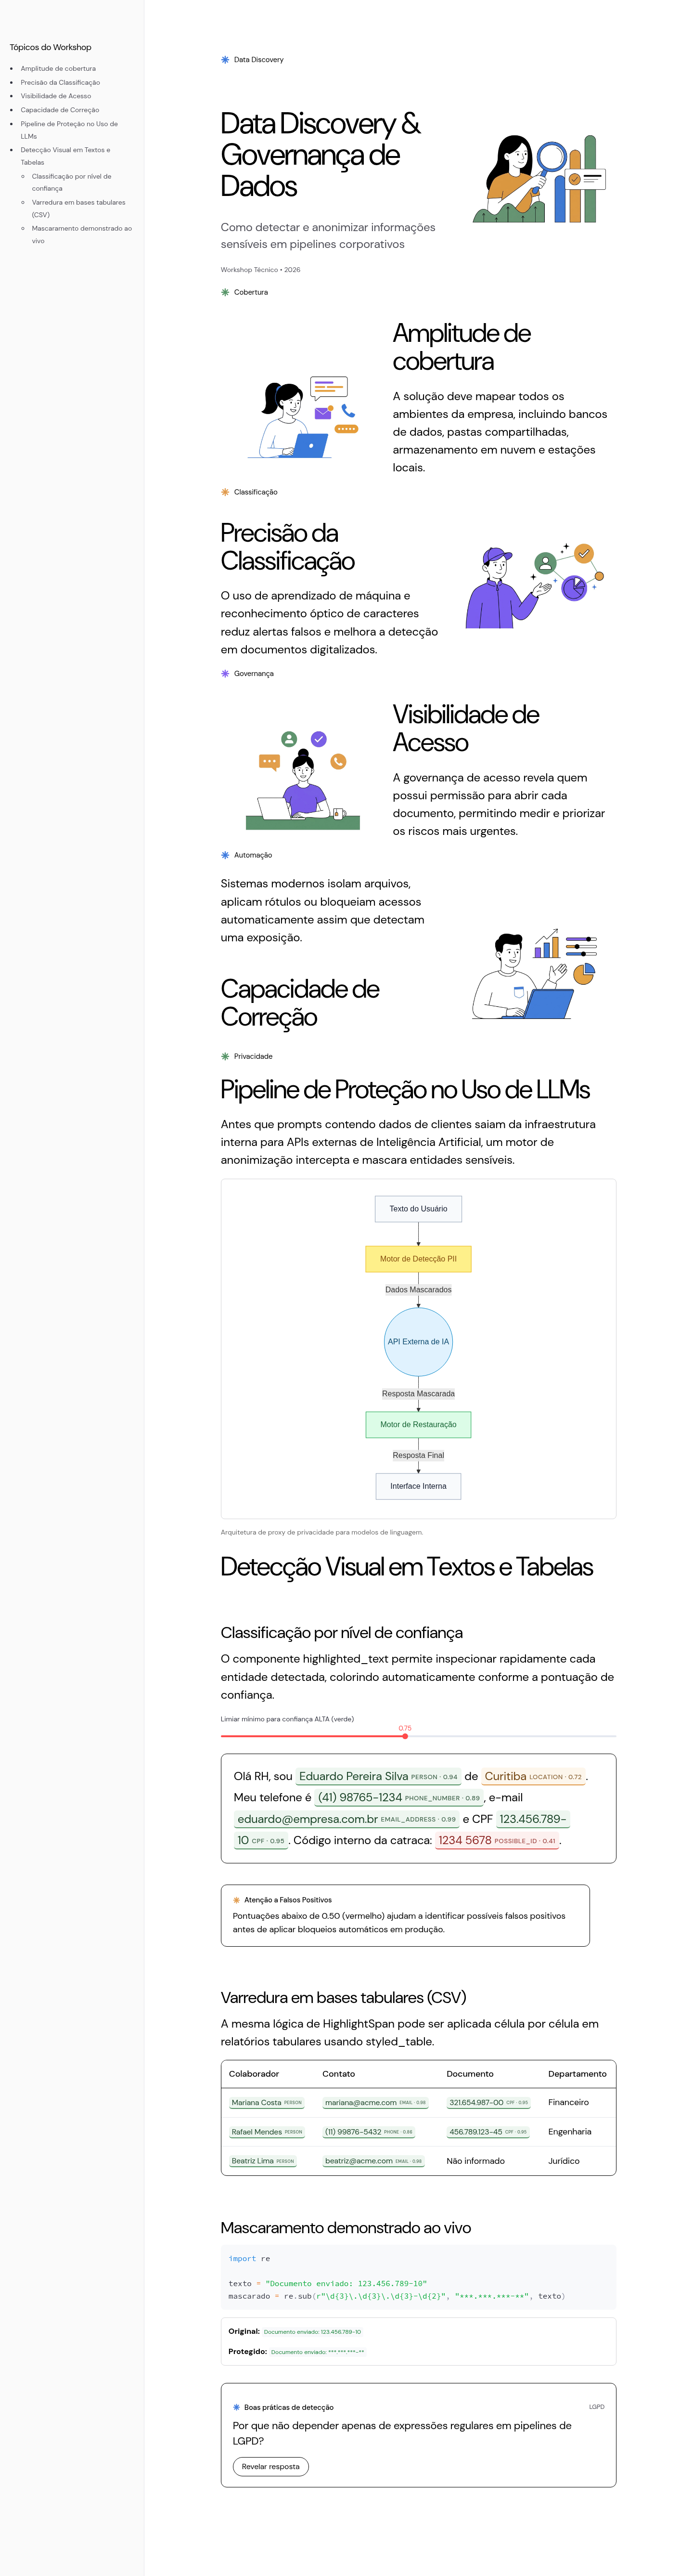 Tópicos do Workshop
Amplitude de cobertura
Precisão da Classificação
Visibilidade de Acesso
Capacidade de Correção
Pipeline de Proteção no Uso de
LLMs
Detecção Visual em Textos e
Tabelas
Classificação por nível de
confiança
Varredura em bases tabulares
(CSV)
Mascaramento demonstrado ao
vivo
Data Discovery
Data Discovery &
Governança de
Dados
Como detectar e anonimizar informações
sensíveis em pipelines corporativos
Workshop Técnico • 2026
Cobertura
Amplitude de
cobertura
A solução deve mapear todos os
ambientes da empresa, incluindo bancos
de dados, pastas compartilhadas,
armazenamento em nuvem e estações
locais.
Classificação
Precisão da
Classificação
O uso de aprendizado de máquina e
reconhecimento óptico de caracteres
reduz alertas falsos e melhora a detecção
em documentos digitalizados.
Governança
Visibilidade de
Acesso
A governança de acesso revela quem
possui permissão para abrir cada
documento, permitindo medir e priorizar
os riscos mais urgentes.
Automação
Sistemas modernos isolam arquivos,
aplicam rótulos ou bloqueiam acessos
automaticamente assim que detectam
uma exposição.
Capacidade de
Correção
Privacidade
Pipeline de Proteção no Uso de LLMs
Antes que prompts contendo dados de clientes saiam da infraestrutura
interna para APIs externas de Inteligência Artificial, um motor de
anonimização intercepta e mascara entidades sensíveis.
Texto do Usuário
Motor de Detecção PII
Dados Mascarados
API Externa de IA
Resposta Mascarada
Motor de Restauração
Resposta Final
Interface Interna
Arquitetura de proxy de privacidade para modelos de linguagem.
Detecção Visual em Textos e Tabelas
Classificação por nível de confiança
O componente highlighted_text permite inspecionar rapidamente cada
entidade detectada, colorindo automaticamente conforme a pontuação de
confiança.
Limiar mínimo para confiança ALTA (verde)
0.75
Olá RH, sou Eduardo Pereira Silva PERSON · 0.94 de Curitiba LOCATION · 0.72.
Meu telefone é (41) 98765-1234 PHONE_NUMBER · 0.89, e-mail
eduardo@empresa.com.br EMAIL_ADDRESS · 0.99 e CPF 123.456.789-
10 CPF · 0.95. Código interno da catraca: 1234 5678 POSSIBLE_ID · 0.41.
Atenção a Falsos Positivos
Pontuações abaixo de 0.50 (vermelho) ajudam a identificar possíveis falsos positivos
antes de aplicar bloqueios automáticos em produção.
Varredura em bases tabulares (CSV)
A mesma lógica de HighlightSpan pode ser aplicada célula por célula em
relatórios tabulares usando styled_table.
Colaborador Contato Documento Departamento
Mariana Costa PERSON mariana@acme.com EMAIL · 0.98 321.654.987-00 CPF · 0.95 Financeiro
Rafael Mendes PERSON (11) 99876-5432 PHONE · 0.88 456.789.123-45 CPF · 0.95 Engenharia
Beatriz Lima PERSON beatriz@acme.com EMAIL · 0.98 Não informado Jurídico
Mascaramento demonstrado ao vivo
import re
texto = "Documento enviado: 123.456.789-10"
mascarado = re.sub(r"\d{3}\.\d{3}\.\d{3}-\d{2}", "***.***.***-**", texto)
Original: Documento enviado: 123.456.789-10
Protegido: Documento enviado: ***.***.***-**
Boas práticas de detecção LGPD
Por que não depender apenas de expressões regulares em pipelines de
LGPD?
Revelar resposta